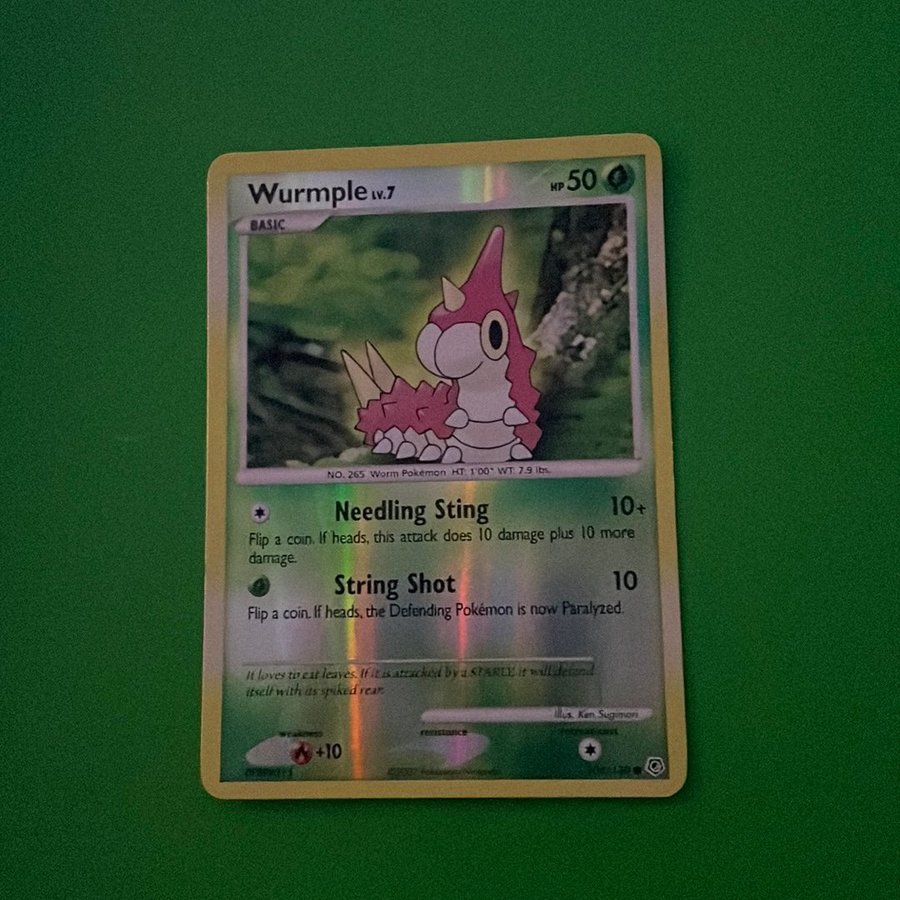 Wurmple LV.7 HP 50
BASIC
NO. 265 Worm Pokémon HT: 1'00" WT: 7.9 lbs.
Needling Sting 10+
Flip a coin. If heads, this attack does 10 damage plus 10 more
damage.
String Shot 10
Flip a coin. If heads, the Defending Pokémon is now Paralyzed.
It loves to eat leaves. If it is attacked by a STARLY, it will defend
itself with its spiked rear.
Illus. Ken Sugimori
weakness resistance
+10